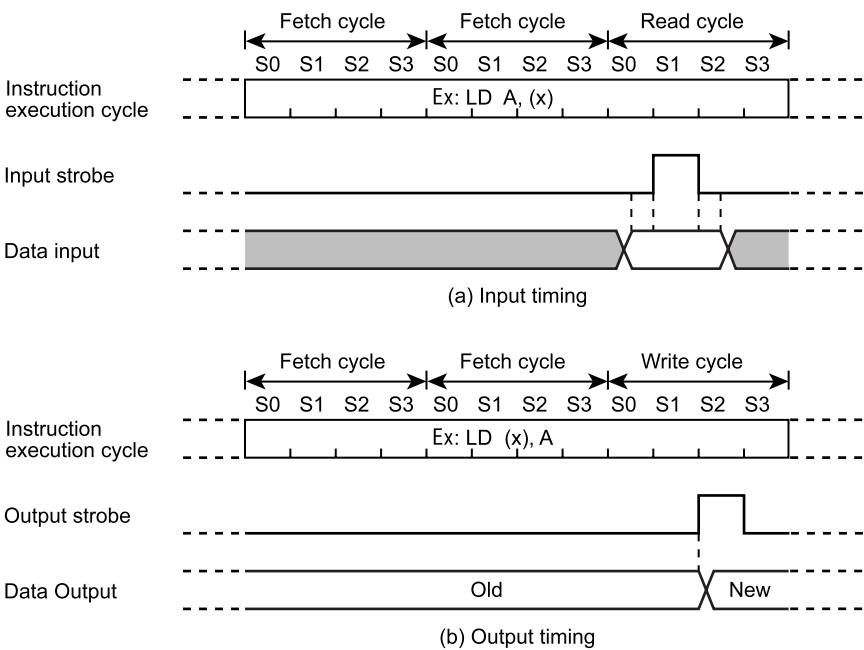 Fetch cycle Fetch cycle Read cycle
S0 S1 S2 S3 S0 S1 S2 S3 S0 S1 S2 S3
Instruction
execution cycle
Ex: LD A, (x)
Input strobe
Data input
(a) Input timing
Fetch cycle Fetch cycle Write cycle
S0 S1 S2 S3 S0 S1 S2 S3 S0 S1 S2 S3
Instruction
execution cycle
Ex: LD (x), A
Output strobe
Data Output Old New
(b) Output timing